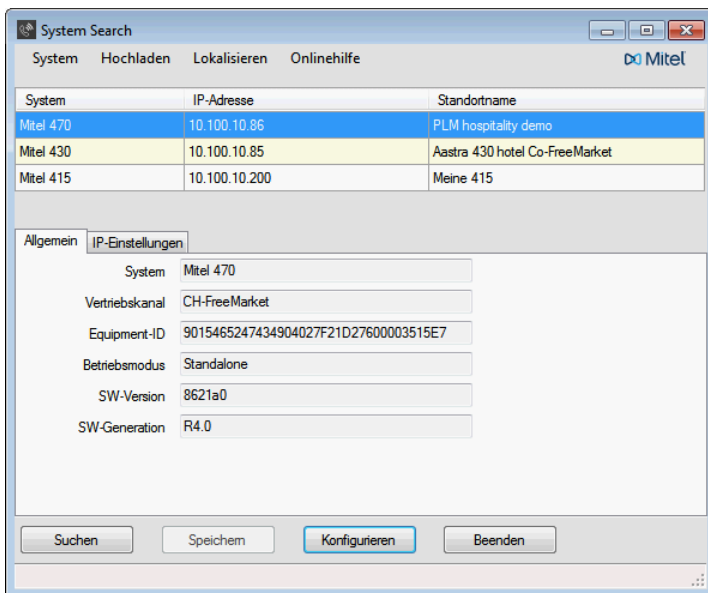 System Search
System Hochladen Lokalisieren Onlinehilfe Mitel
System IP-Adresse Standortname
Mitel 470 10.100.10.86 PLM hospitality demo
Mitel 430 10.100.10.85 Aastra 430 hotel Co-FreeMarket
Mitel 415 10.100.10.200 Meine 415
Allgemein IP-Einstellungen
System Mitel 470
Vertriebskanal CH-FreeMarket
Equipment-ID 9015465247434904027F21D27600003515E7
Betriebsmodus Standalone
SW-Version 8621a0
SW-Generation R4.0
Suchen Speichern Konfigurieren Beenden